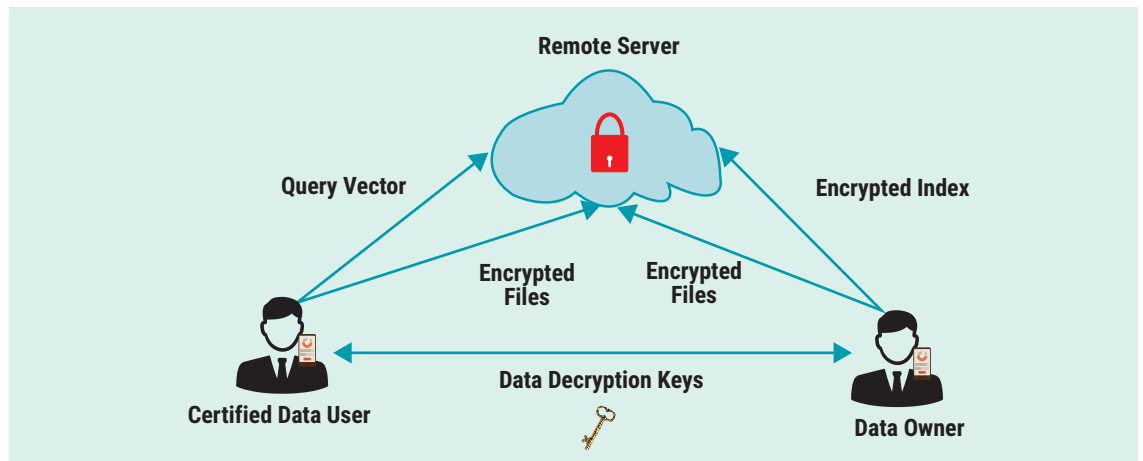 Remote Server
Query Vector
Encrypted Index
Encrypted
Files
Encrypted
Files
Data Decryption Keys
Certified Data User
Data Owner